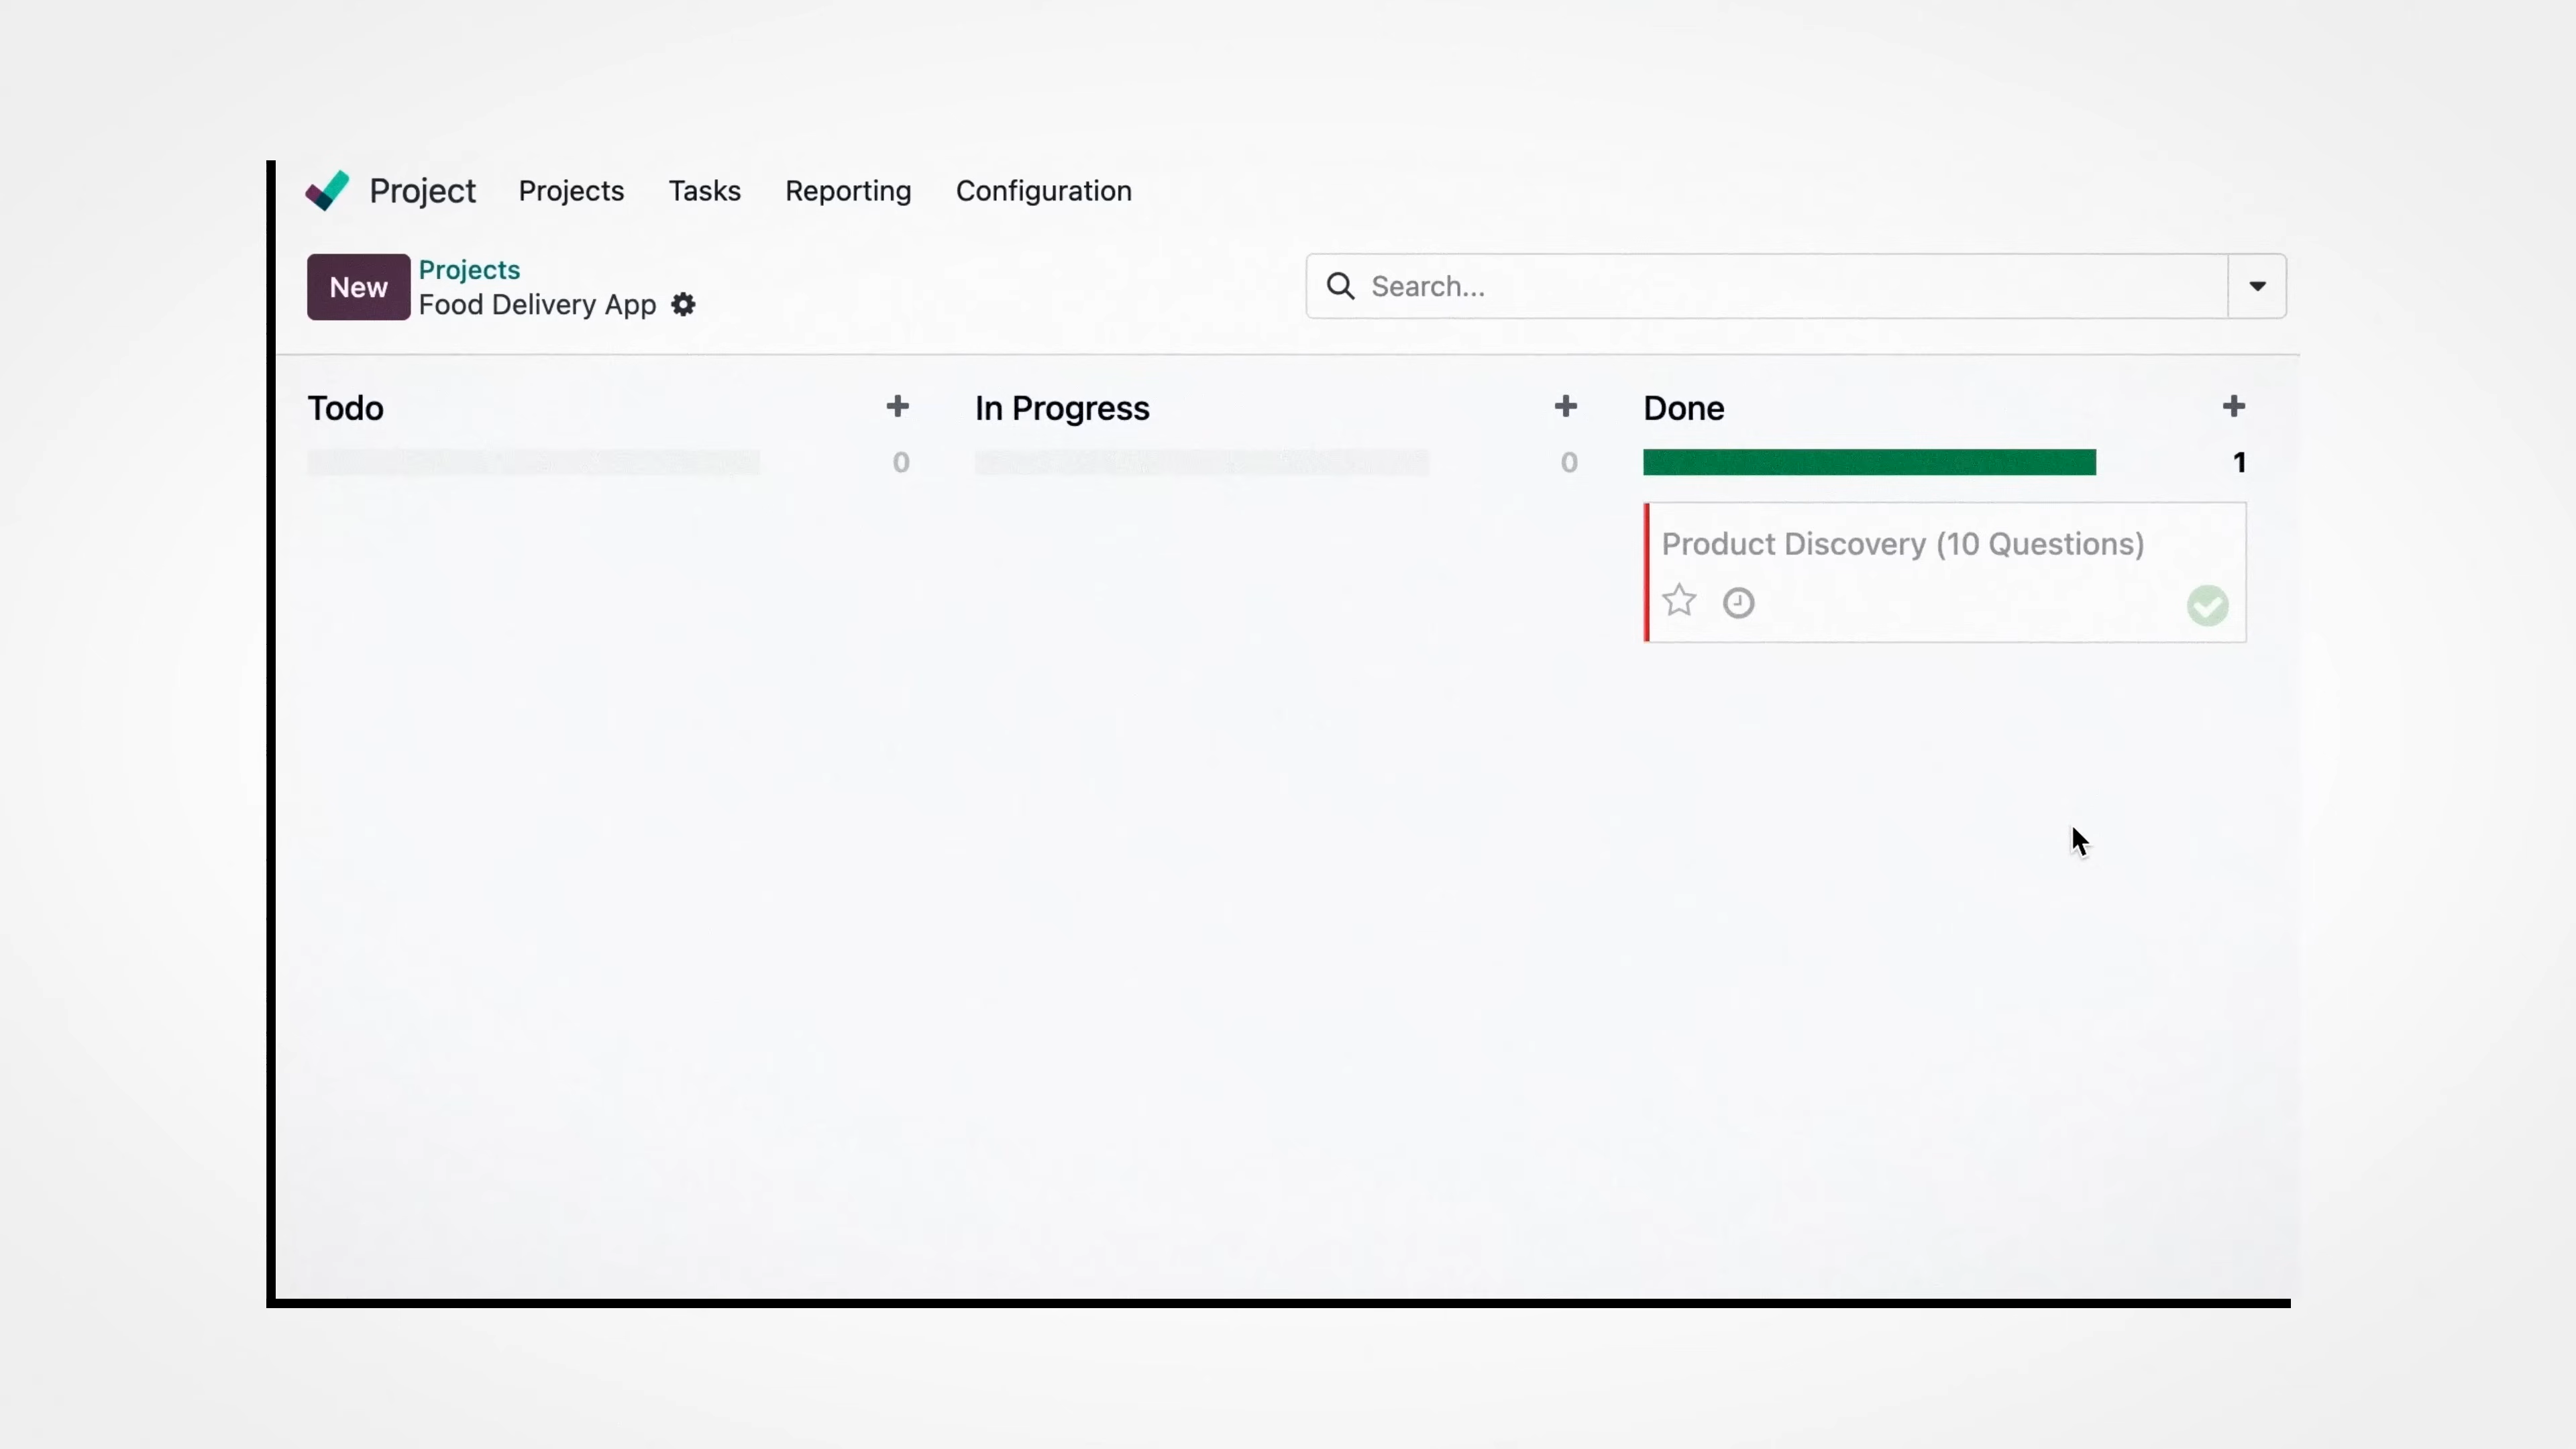 Project Projects Tasks Reporting Configuration
New
Projects
Food Delivery App
Search...
Todo
0
In Progress
0
Done
1
Product Discovery (10 Questions)